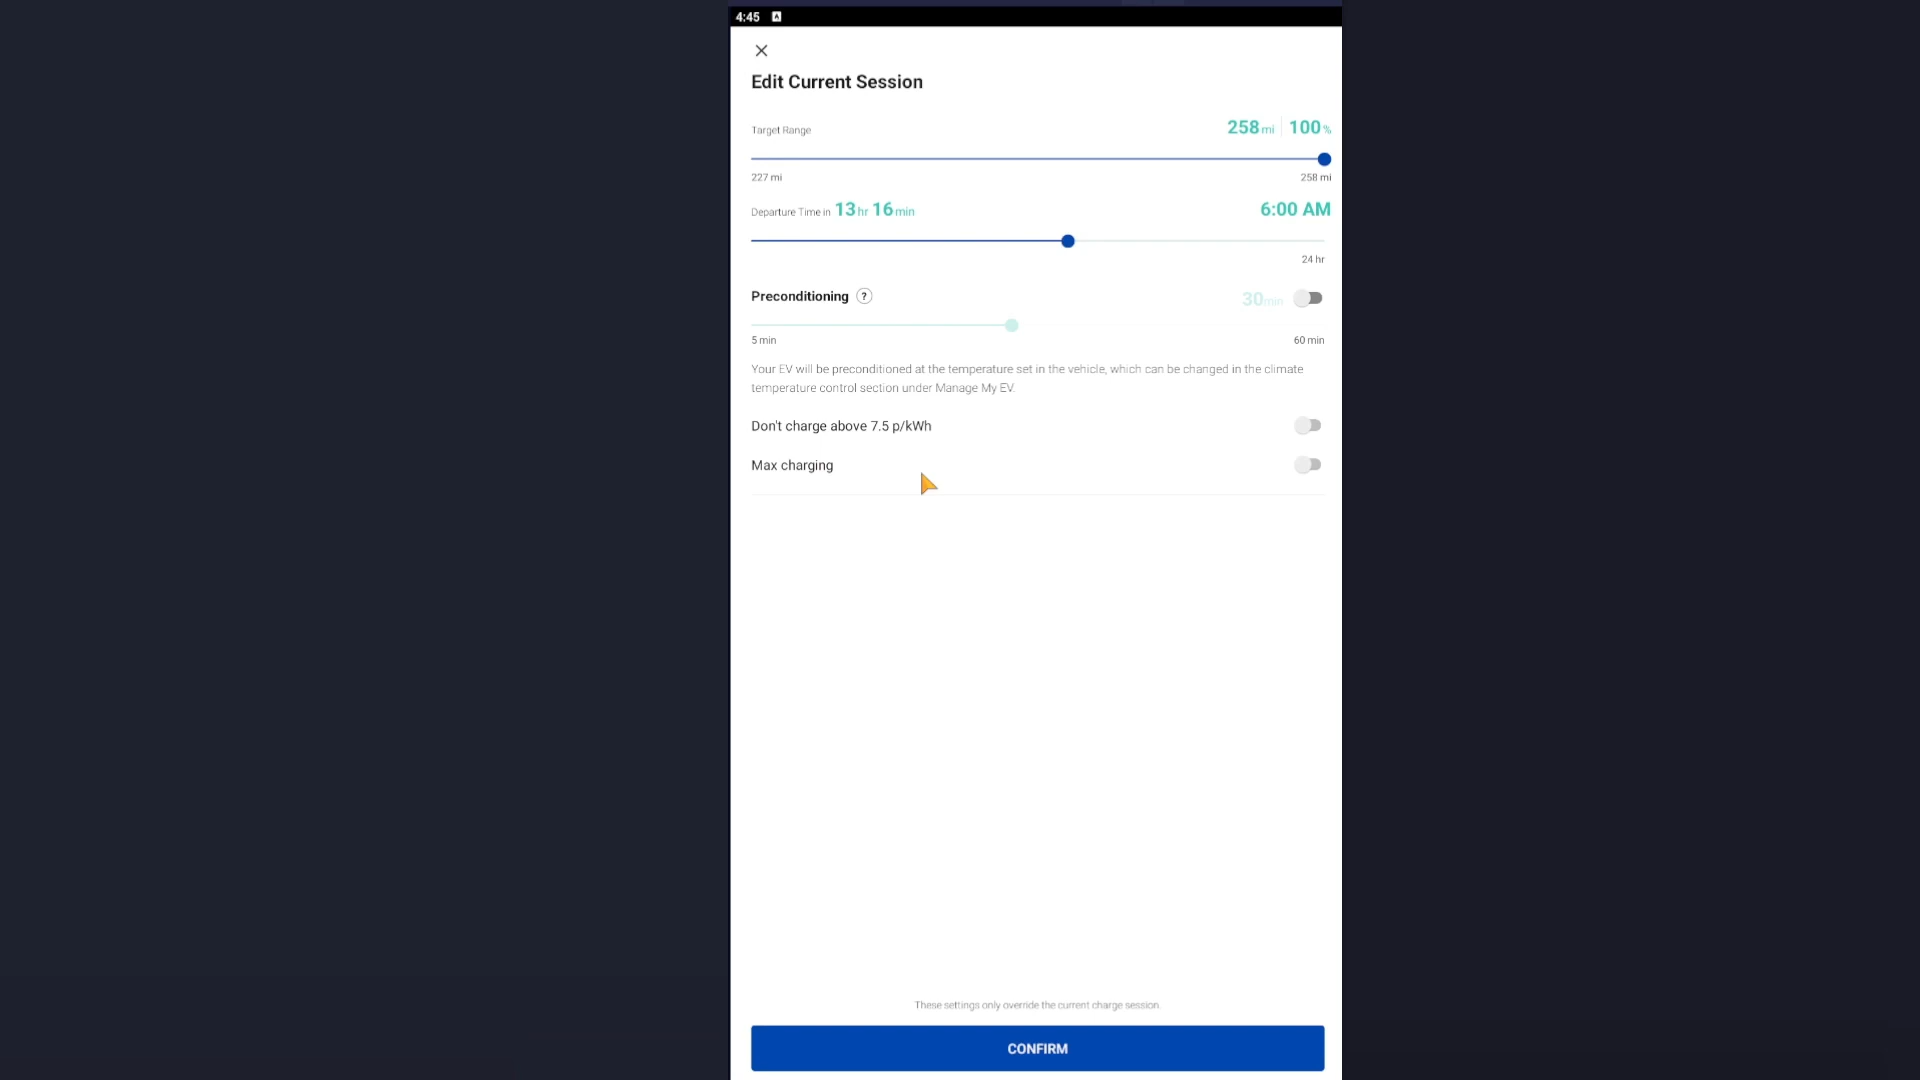 4:45
Edit Current Session
Target Range 258 mi 100 %
227 mi 258 mi
Departure Time in 13 hr 16 min 6:00 AM
24 hr
Preconditioning ? 30 min
5 min 60 min
Your EV will be preconditioned at the temperature set in the vehicle, which can be changed in the climate
temperature control section under Manage My EV.
Don't charge above 7.5 p/kWh
Max charging
These settings only override the current charge session.
CONFIRM